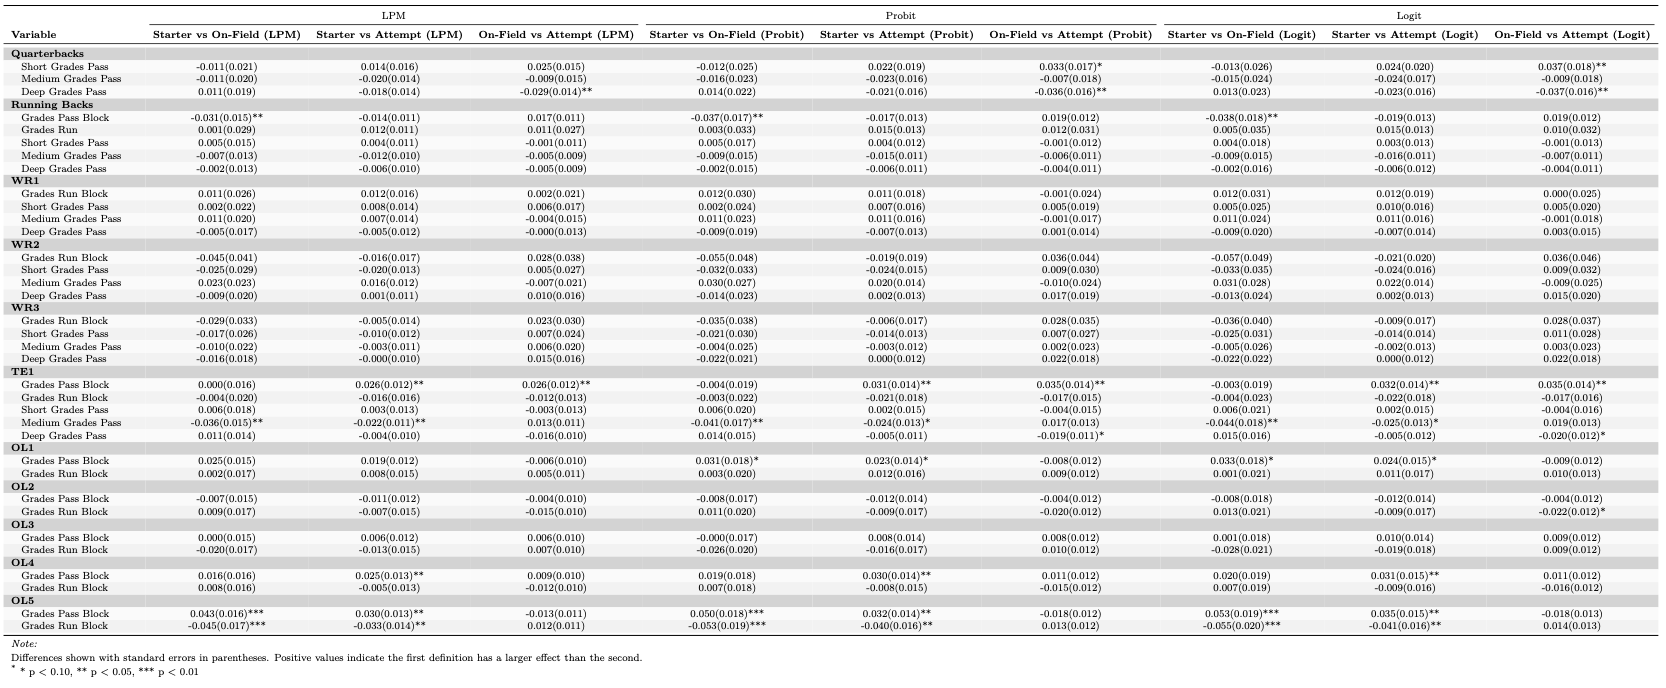 LPM Probit Logit
Variable Starter vs On-Field (LPM) Starter vs Attempt (LPM) On-Field vs Attempt (LPM) Starter vs On-Field (Probit) Starter vs Attempt (Probit) On-Field vs Attempt (Probit) Starter vs On-Field (Logit) Starter vs Attempt (Logit) On-Field vs Attempt (Logit)
Quarterbacks
Short Grades Pass -0.011(0.021) 0.014(0.016) 0.025(0.015) -0.012(0.025) 0.022(0.019) 0.033(0.017)* -0.013(0.026) 0.024(0.020) 0.037(0.018)**
Medium Grades Pass -0.011(0.020) -0.020(0.014) -0.009(0.015) -0.016(0.023) -0.023(0.016) -0.007(0.018) -0.015(0.024) -0.024(0.017) -0.009(0.018)
Deep Grades Pass 0.011(0.019) -0.018(0.014) -0.029(0.014)** 0.014(0.022) -0.021(0.016) -0.036(0.016)** 0.013(0.023) -0.023(0.016) -0.037(0.016)**
Running Backs
Grades Pass Block -0.031(0.015)** -0.014(0.011) 0.017(0.011) -0.037(0.017)** -0.017(0.013) 0.019(0.012) -0.038(0.018)** -0.019(0.013) 0.019(0.012)
Grades Run 0.001(0.029) 0.012(0.011) 0.011(0.027) 0.003(0.033) 0.015(0.013) 0.012(0.031) 0.005(0.035) 0.015(0.013) 0.010(0.032)
Short Grades Pass 0.005(0.015) 0.004(0.011) -0.001(0.011) 0.005(0.017) 0.004(0.012) -0.001(0.012) 0.004(0.018) 0.003(0.013) -0.001(0.013)
Medium Grades Pass -0.007(0.013) -0.012(0.010) -0.005(0.009) -0.009(0.015) -0.015(0.011) -0.006(0.011) -0.009(0.015) -0.016(0.011) -0.007(0.011)
Deep Grades Pass -0.002(0.013) -0.006(0.010) -0.005(0.009) -0.002(0.015) -0.006(0.011) -0.004(0.011) -0.002(0.016) -0.006(0.012) -0.004(0.011)
WR1
Grades Run Block 0.011(0.026) 0.012(0.016) 0.002(0.021) 0.012(0.030) 0.011(0.018) -0.001(0.024) 0.012(0.031) 0.012(0.019) 0.000(0.025)
Short Grades Pass 0.002(0.022) 0.008(0.014) 0.006(0.017) 0.002(0.024) 0.007(0.016) 0.005(0.019) 0.005(0.025) 0.010(0.016) 0.005(0.020)
Medium Grades Pass 0.011(0.020) 0.007(0.014) -0.004(0.015) 0.011(0.023) 0.011(0.016) -0.001(0.017) 0.011(0.024) 0.011(0.016) -0.001(0.018)
Deep Grades Pass -0.005(0.017) -0.005(0.012) -0.000(0.013) -0.009(0.019) -0.007(0.013) 0.001(0.014) -0.009(0.020) -0.007(0.014) 0.003(0.015)
WR2
Grades Run Block -0.045(0.041) -0.016(0.017) 0.028(0.038) -0.055(0.048) -0.019(0.019) 0.036(0.044) -0.057(0.049) -0.021(0.020) 0.036(0.046)
Short Grades Pass -0.025(0.029) -0.020(0.013) 0.005(0.027) -0.032(0.033) -0.024(0.015) 0.009(0.030) -0.033(0.035) -0.024(0.016) 0.009(0.032)
Medium Grades Pass 0.023(0.023) 0.016(0.012) -0.007(0.021) 0.030(0.027) 0.020(0.014) -0.010(0.024) 0.031(0.028) 0.022(0.014) -0.009(0.025)
Deep Grades Pass -0.009(0.020) 0.001(0.011) 0.010(0.016) -0.014(0.023) 0.002(0.013) 0.017(0.019) -0.013(0.024) 0.002(0.013) 0.015(0.020)
WR3
Grades Run Block -0.029(0.033) -0.005(0.014) 0.023(0.030) -0.035(0.038) -0.006(0.017) 0.028(0.035) -0.036(0.040) -0.009(0.017) 0.028(0.037)
Short Grades Pass -0.017(0.026) -0.010(0.012) 0.007(0.024) -0.021(0.030) -0.014(0.013) 0.007(0.027) -0.025(0.031) -0.014(0.014) 0.011(0.028)
Medium Grades Pass -0.010(0.022) -0.003(0.011) 0.006(0.020) -0.004(0.025) -0.003(0.012) 0.002(0.023) -0.005(0.026) -0.002(0.013) 0.003(0.023)
Deep Grades Pass -0.016(0.018) -0.000(0.010) 0.015(0.016) -0.022(0.021) 0.000(0.012) 0.022(0.018) -0.022(0.022) 0.000(0.012) 0.022(0.018)
TE1
Grades Pass Block 0.000(0.016) 0.026(0.012)** 0.026(0.012)** -0.004(0.019) 0.031(0.014)** 0.035(0.014)** -0.003(0.019) 0.032(0.014)** 0.035(0.014)**
Grades Run Block -0.004(0.020) -0.016(0.016) -0.012(0.013) -0.003(0.022) -0.021(0.018) -0.017(0.015) -0.004(0.023) -0.022(0.018) -0.017(0.016)
Short Grades Pass 0.006(0.018) 0.003(0.013) -0.003(0.013) 0.006(0.020) 0.002(0.015) -0.004(0.015) 0.006(0.021) 0.002(0.015) -0.004(0.016)
Medium Grades Pass -0.036(0.015)** -0.022(0.011)** 0.013(0.011) -0.041(0.017)** -0.024(0.013)* 0.017(0.013) -0.044(0.018)** -0.025(0.013)* 0.019(0.013)
Deep Grades Pass 0.011(0.014) -0.004(0.010) -0.016(0.010) 0.014(0.015) -0.005(0.011) -0.019(0.011)* 0.015(0.016) -0.005(0.012) -0.020(0.012)*
OL1
Grades Pass Block 0.025(0.015) 0.019(0.012) -0.006(0.010) 0.031(0.018)* 0.023(0.014)* -0.008(0.012) 0.033(0.018)* 0.024(0.015)* -0.009(0.012)
Grades Run Block 0.002(0.017) 0.008(0.015) 0.005(0.011) 0.003(0.020) 0.012(0.016) 0.009(0.012) 0.001(0.021) 0.011(0.017) 0.010(0.013)
OL2
Grades Pass Block -0.007(0.015) -0.011(0.012) -0.004(0.010) -0.008(0.017) -0.012(0.014) -0.004(0.012) -0.008(0.018) -0.012(0.014) -0.004(0.012)
Grades Run Block 0.009(0.017) -0.007(0.015) -0.015(0.010) 0.011(0.020) -0.009(0.017) -0.020(0.012) 0.013(0.021) -0.009(0.017) -0.022(0.012)*
OL3
Grades Pass Block 0.000(0.015) 0.006(0.012) 0.006(0.010) -0.000(0.017) 0.008(0.014) 0.008(0.012) 0.001(0.018) 0.010(0.014) 0.009(0.012)
Grades Run Block -0.020(0.017) -0.013(0.015) 0.007(0.010) -0.026(0.020) -0.016(0.017) 0.010(0.012) -0.028(0.021) -0.019(0.018) 0.009(0.012)
OL4
Grades Pass Block 0.016(0.016) 0.025(0.013)** 0.009(0.010) 0.019(0.018) 0.030(0.014)** 0.011(0.012) 0.020(0.019) 0.031(0.015)** 0.011(0.012)
Grades Run Block 0.008(0.016) -0.005(0.013) -0.012(0.010) 0.007(0.018) -0.008(0.015) -0.015(0.012) 0.007(0.019) -0.009(0.016) -0.016(0.012)
OL5
Grades Pass Block 0.043(0.016)*** 0.030(0.013)** -0.013(0.011) 0.050(0.018)*** 0.032(0.014)** -0.018(0.012) 0.053(0.019)*** 0.035(0.015)** -0.018(0.013)
Grades Run Block -0.045(0.017)*** -0.033(0.014)** 0.012(0.011) -0.053(0.019)*** -0.040(0.016)** 0.013(0.012) -0.055(0.020)*** -0.041(0.016)** 0.014(0.013)
Note:
Differences shown with standard errors in parentheses. Positive values indicate the first definition has a larger effect than the second.
* * p < 0.10, ** p < 0.05, *** p < 0.01